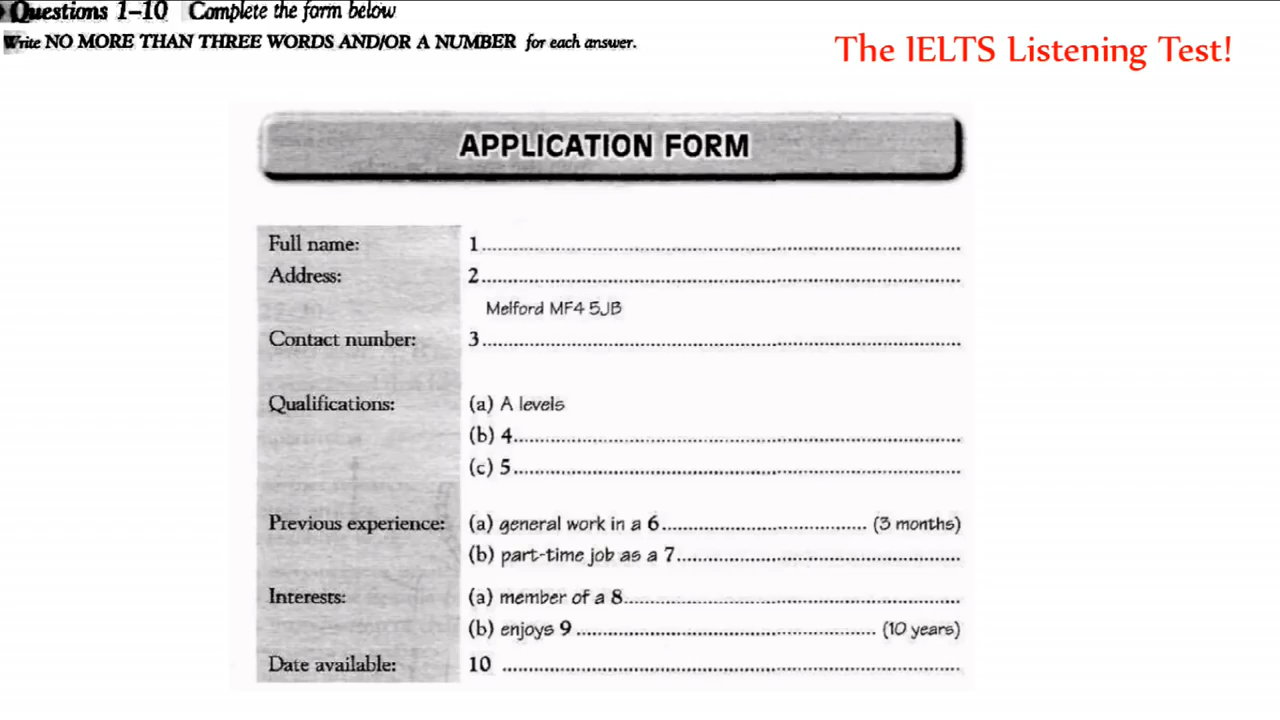 Questions 1–10 Complete the form below
Write NO MORE THAN THREE WORDS AND/OR A NUMBER for each answer.
The IELTS Listening Test!
APPLICATION FORM
Full name: 1
Address: 2
Melford MF4 5JB
Contact number: 3
Qualifications: (a) A levels
(b) 4
(c) 5
Previous experience: (a) general work in a 6 (3 months)
(b) part-time job as a 7
Interests: (a) member of a 8
(b) enjoys 9 (10 years)
Date available: 10